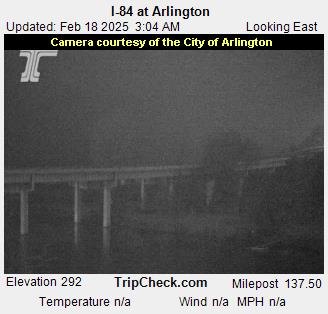 I-84 at Arlington
Updated: Feb 18 2025 3:04 AM Looking East
Camera courtesy of the City of Arlington
Elevation 292 TripCheck.com Milepost 137.50
Temperature n/a Wind n/a MPH n/a